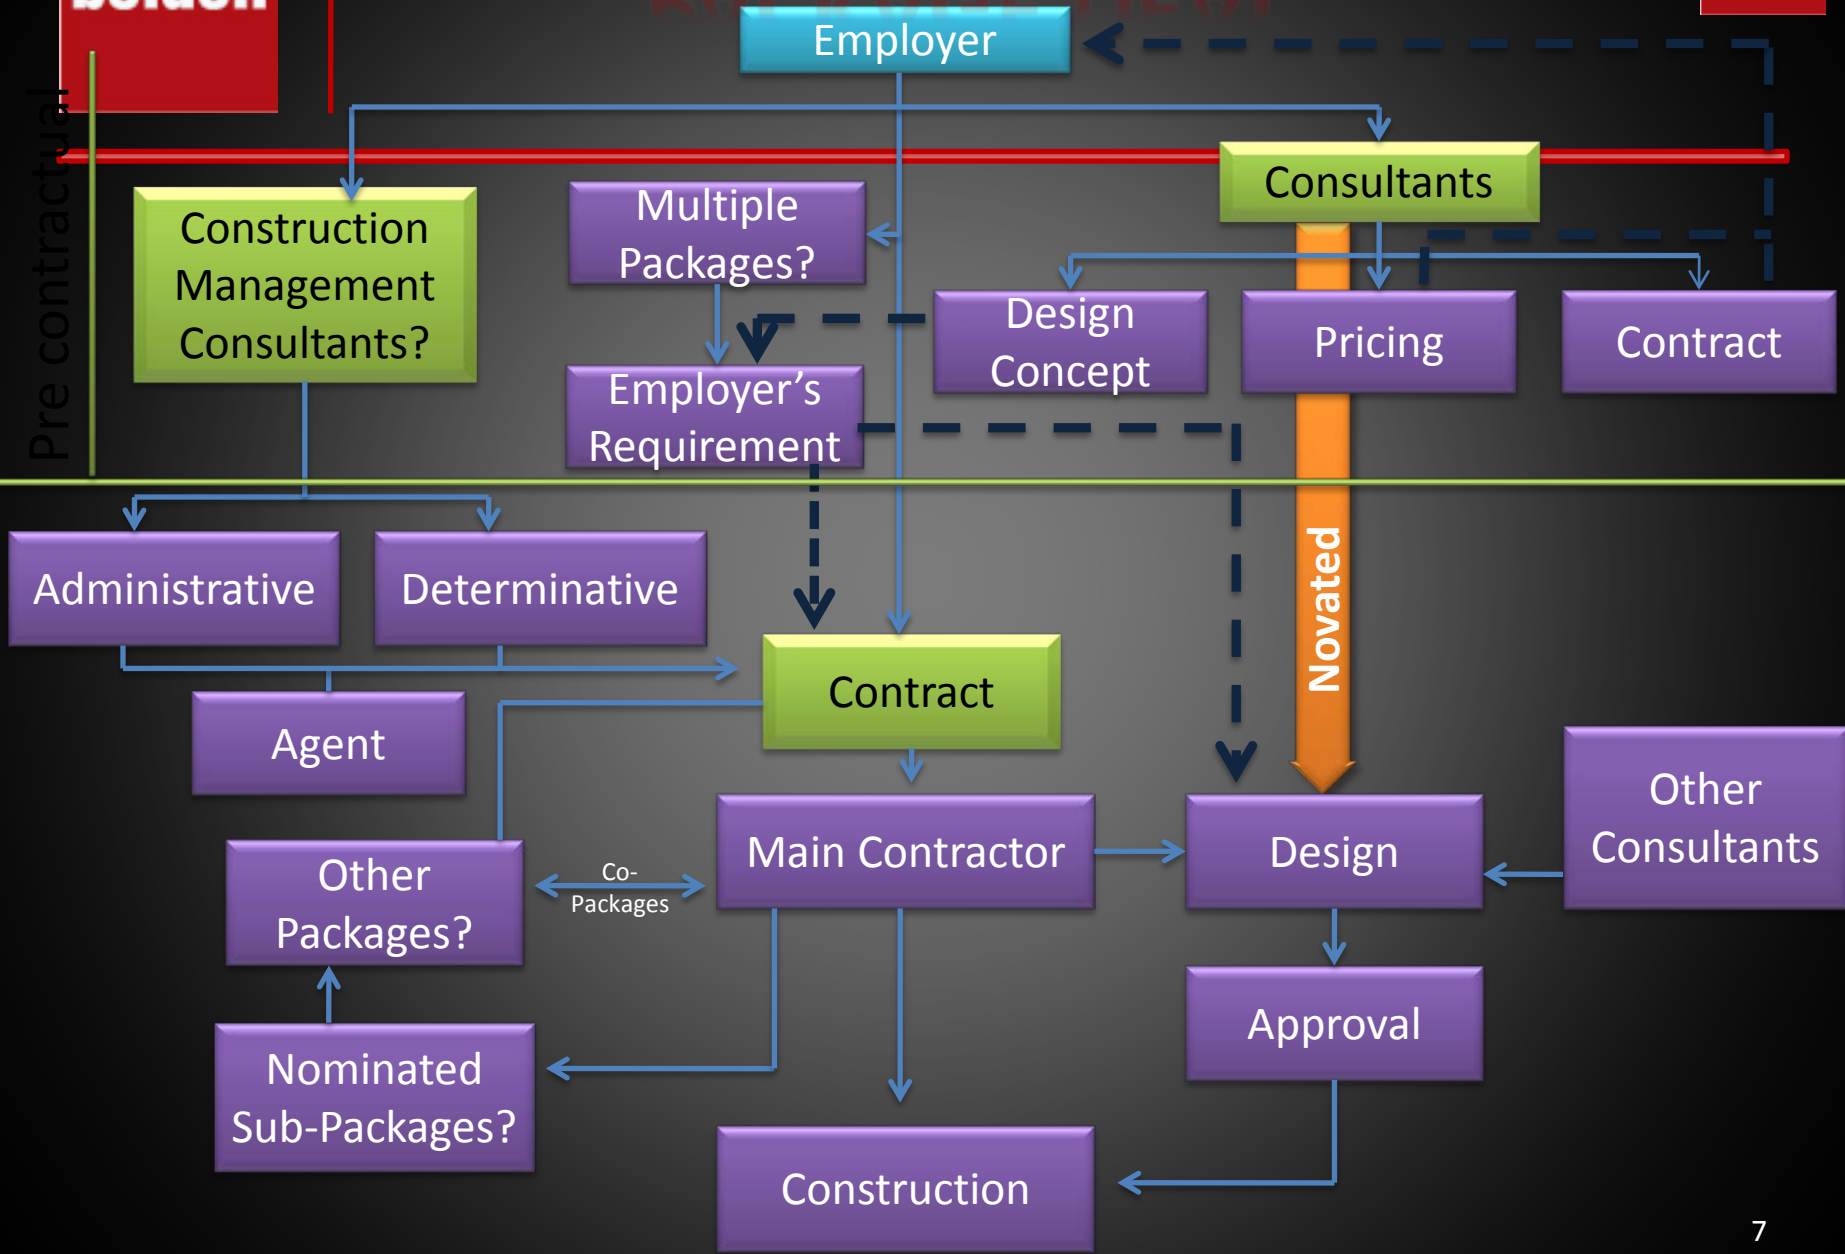 Employer
Pre contractual
Consultants
Construction
Management
Consultants?
Multiple
Packages?
Design
Concept
Pricing
Contract
Employer’s
Requirement
Administrative
Determinative
Novated
Contract
Agent
Other
Consultants
Main Contractor
Design
Other
Packages?
Co-
Packages
Approval
Nominated
Sub-Packages?
Construction
7